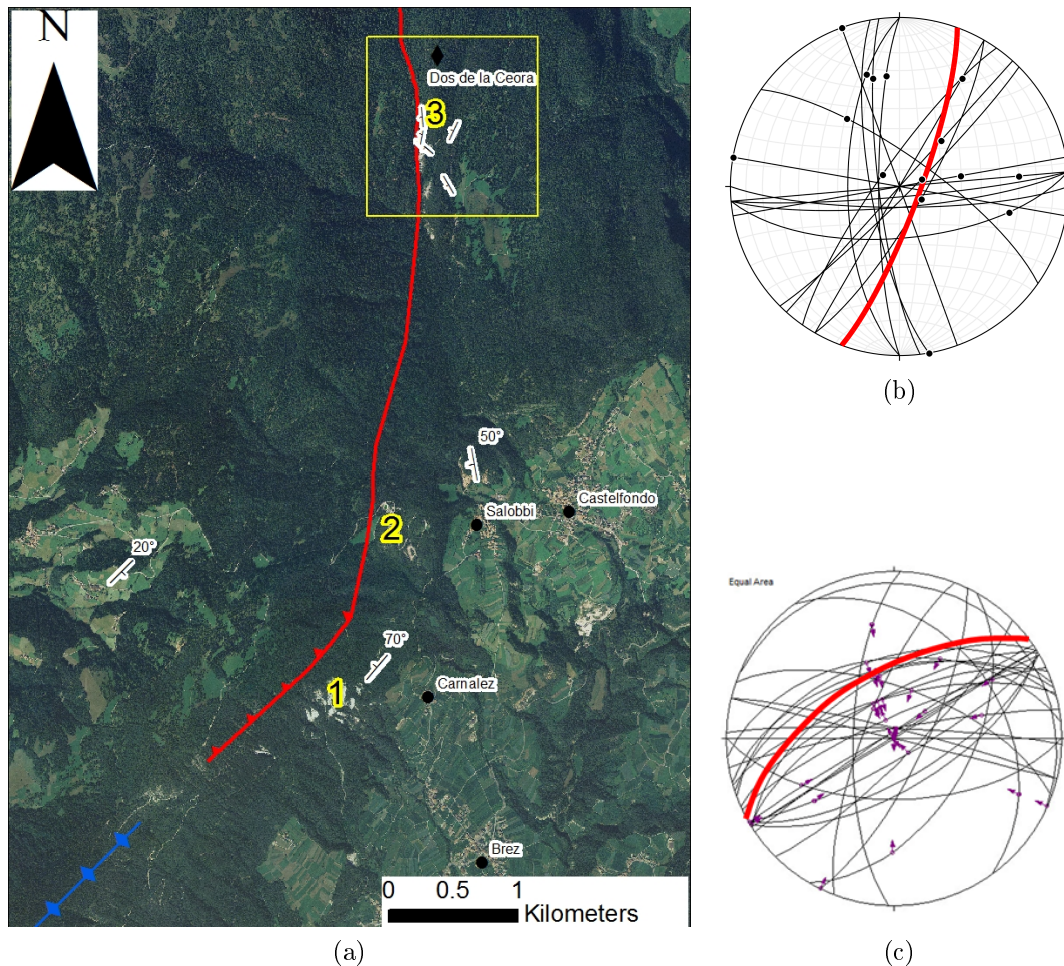 N
Dos de la Ceora
3
50°
Castelfondo
Salobbi
2
20°
70°
1
Carnalez
Brez
0 0.5 1
Kilometers
(a)
(b)
Equal Area
(c)